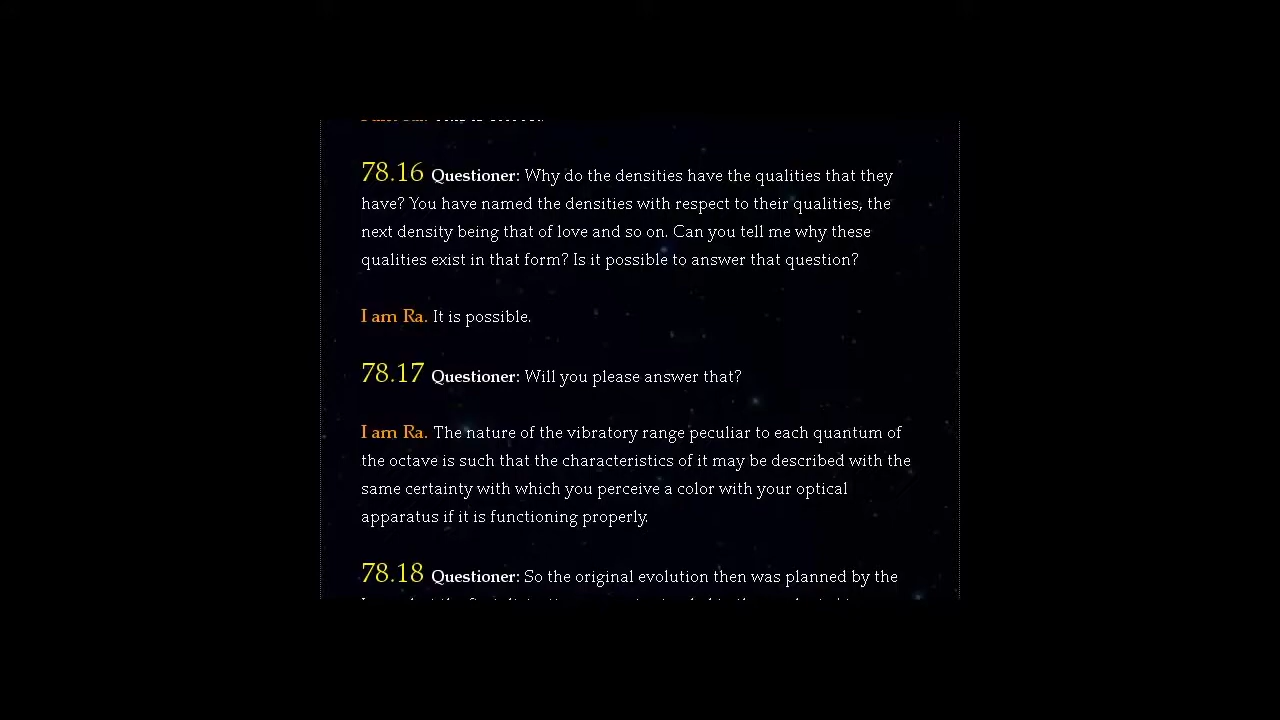 78.16 Questioner: Why do the densities have the qualities that they
have? You have named the densities with respect to their qualities, the
next density being that of love and so on. Can you tell me why these
qualities exist in that form? Is it possible to answer that question?
I am Ra. It is possible.
78.17 Questioner: Will you please answer that?
I am Ra. The nature of the vibratory range peculiar to each quantum of
the octave is such that the characteristics of it may be described with the
same certainty with which you perceive a color with your optical
apparatus if it is functioning properly.
78.18 Questioner: So the original evolution then was planned by the